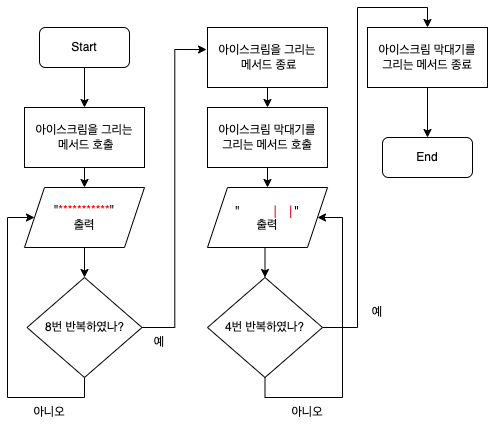 Start
아이스크림을 그리는
메서드 호출
"***********"
출력
8번 반복하였나?
예
아니오
아이스크림을 그리는
메서드 종료
아이스크림 막대기를
그리는 메서드 호출
"      |  |"
출력
4번 반복하였나?
예
아니오
아이스크림 막대기를
그리는 메서드 종료
End